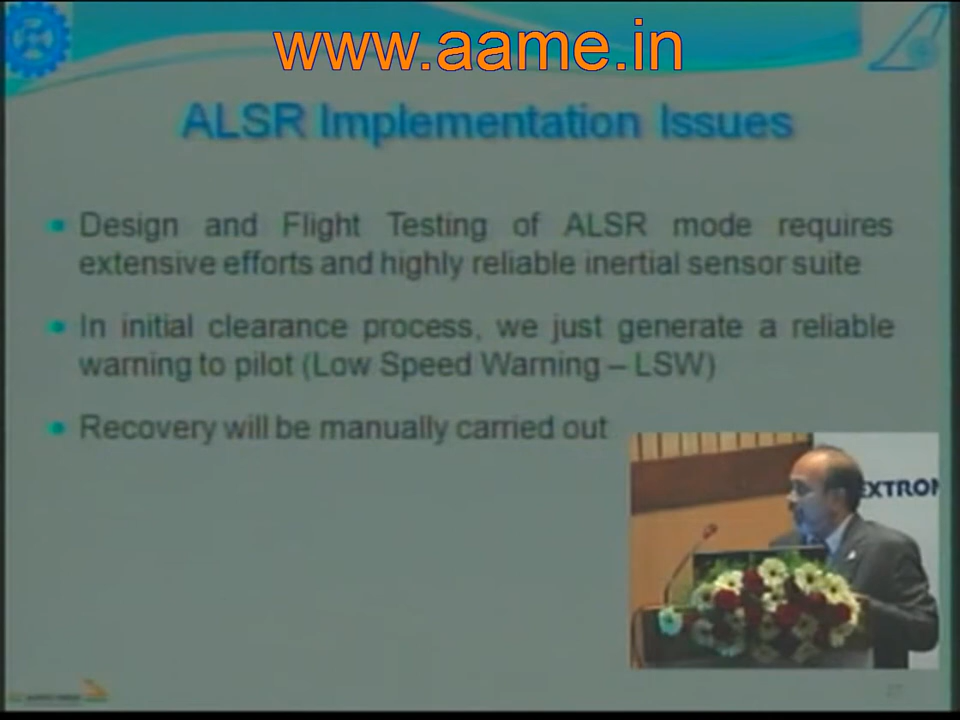 www.aame.in
ALSR Implementation Issues
Design and Flight Testing of ALSR mode requires
extensive efforts and highly reliable inertial sensor suite
In initial clearance process, we just generate a reliable
warning to pilot (Low Speed Warning – LSW)
Recovery will be manually carried out
EXTRON